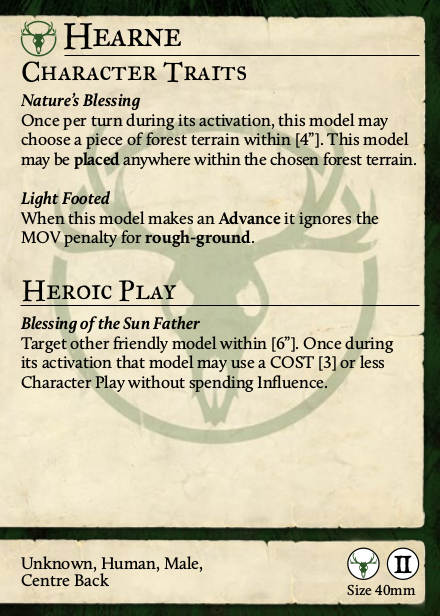 Hearne
Character Traits
Nature's Blessing
Once per turn during its activation, this model may
choose a piece of forest terrain within [4”]. This model
may be placed anywhere within the chosen forest terrain.
Light Footed
When this model makes an Advance it ignores the
MOV penalty for rough-ground.
Heroic Play
Blessing of the Sun Father
Target other friendly model within [6”]. Once during
its activation that model may use a COST [3] or less
Character Play without spending Influence.
Unknown, Human, Male,
Centre Back
II
Size 40mm